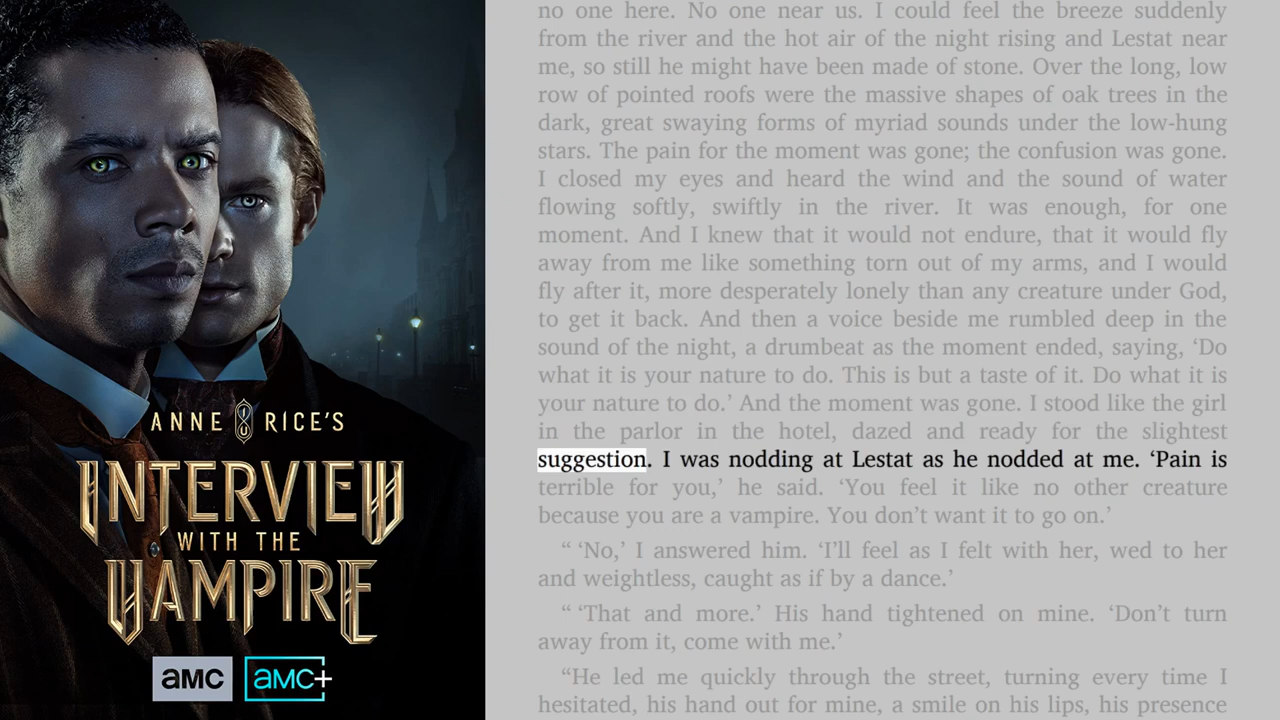 ANNE RICE'S
INTERVIEW
WITH THE
VAMPIRE
aMC
aMC+
no one here. No one near us. I could feel the breeze suddenly
from the river and the hot air of the night rising and Lestat near
me, so still he might have been made of stone. Over the long, low
row of pointed roofs were the massive shapes of oak trees in the
dark, great swaying forms of myriad sounds under the low-hung
stars. The pain for the moment was gone; the confusion was gone.
I closed my eyes and heard the wind and the sound of water
flowing softly, swiftly in the river. It was enough, for one
moment. And I knew that it would not endure, that it would fly
away from me like something torn out of my arms, and I would
fly after it, more desperately lonely than any creature under God,
to get it back. And then a voice beside me rumbled deep in the
sound of the night, a drumbeat as the moment ended, saying, ‘Do
what it is your nature to do. This is but a taste of it. Do what it is
your nature to do.’ And the moment was gone. I stood like the girl
in the parlor in the hotel, dazed and ready for the slightest
suggestion. I was nodding at Lestat as he nodded at me. ‘Pain is
terrible for you,’ he said. ‘You feel it like no other creature
because you are a vampire. You don’t want it to go on.’
“ ‘No,’ I answered him. ‘I’ll feel as I felt with her, wed to her
and weightless, caught as if by a dance.’
“ ‘That and more.’ His hand tightened on mine. ‘Don’t turn
away from it, come with me.’
“He led me quickly through the street, turning every time I
hesitated, his hand out for mine, a smile on his lips, his presence